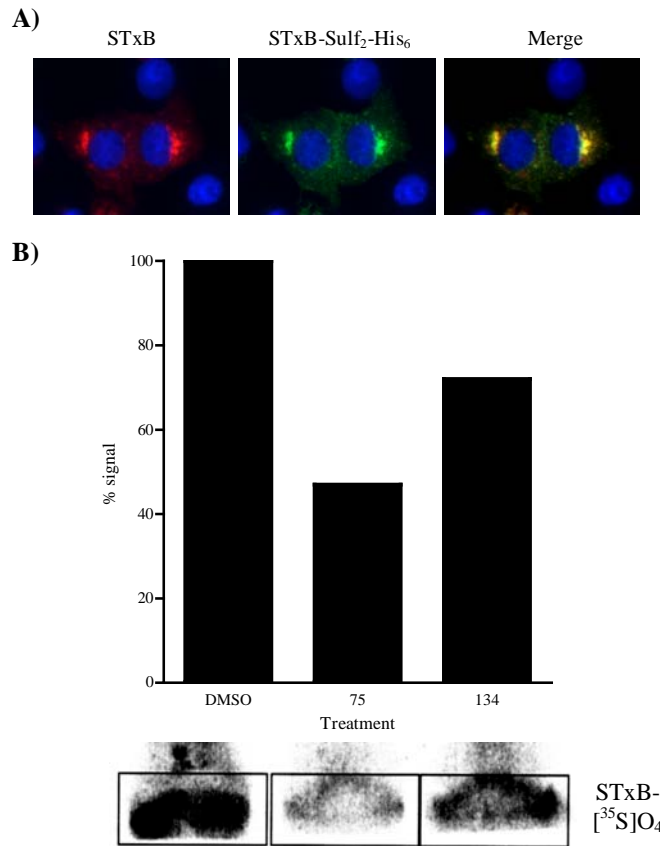 A)
STxB STxB-Sulf₂-His₆ Merge
B)
100
80
60
40
20
0
% signal
DMSO 75 134
Treatment
STxB-
[³⁵S]O₄